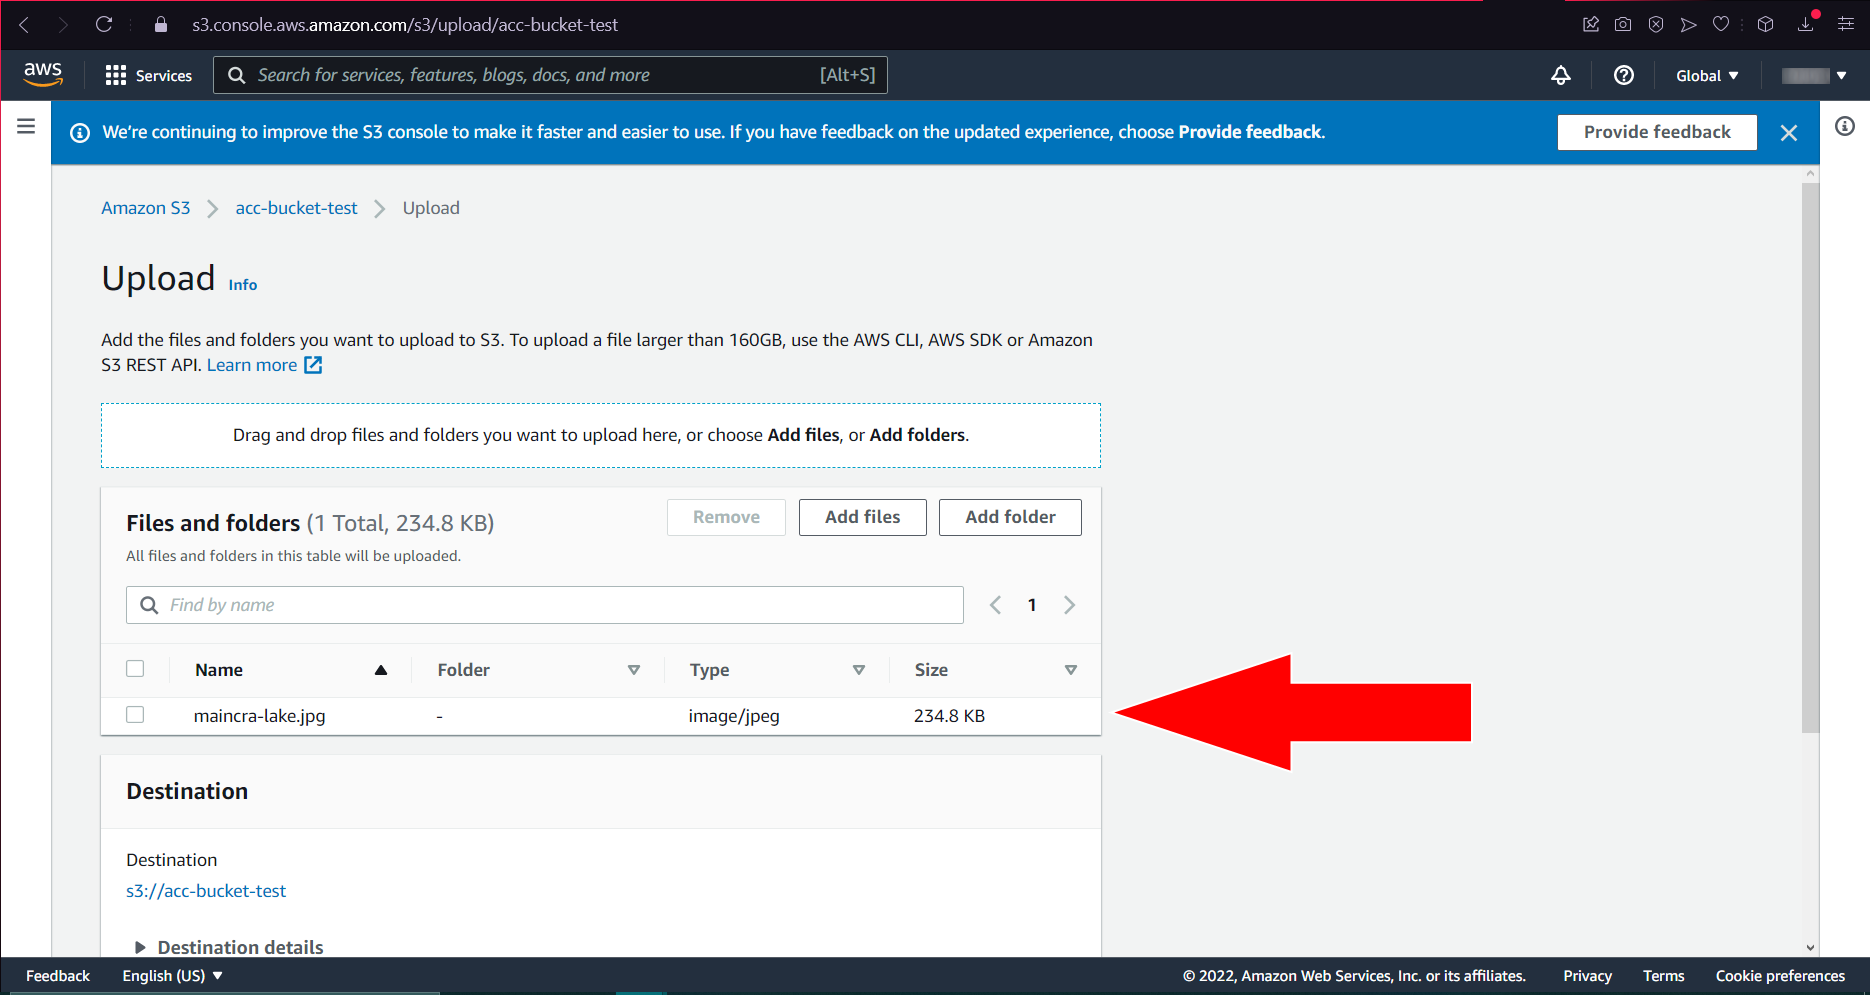 s3.console.aws.amazon.com/s3/upload/acc-bucket-test
aws
Services
Search for services, features, blogs, docs, and more [Alt+S]
Global
We're continuing to improve the S3 console to make it faster and easier to use. If you have feedback on the updated experience, choose Provide feedback.
Provide feedback
Amazon S3 > acc-bucket-test > Upload
Upload Info
Add the files and folders you want to upload to S3. To upload a file larger than 160GB, use the AWS CLI, AWS SDK or Amazon
S3 REST API. Learn more
Drag and drop files and folders you want to upload here, or choose Add files, or Add folders.
Files and folders (1 Total, 234.8 KB)
Remove Add files Add folder
All files and folders in this table will be uploaded.
Find by name
1
Name Folder Type Size
maincra-lake.jpg - image/jpeg 234.8 KB
Destination
Destination
s3://acc-bucket-test
Destination details
Feedback English (US) © 2022, Amazon Web Services, Inc. or its affiliates. Privacy Terms Cookie preferences